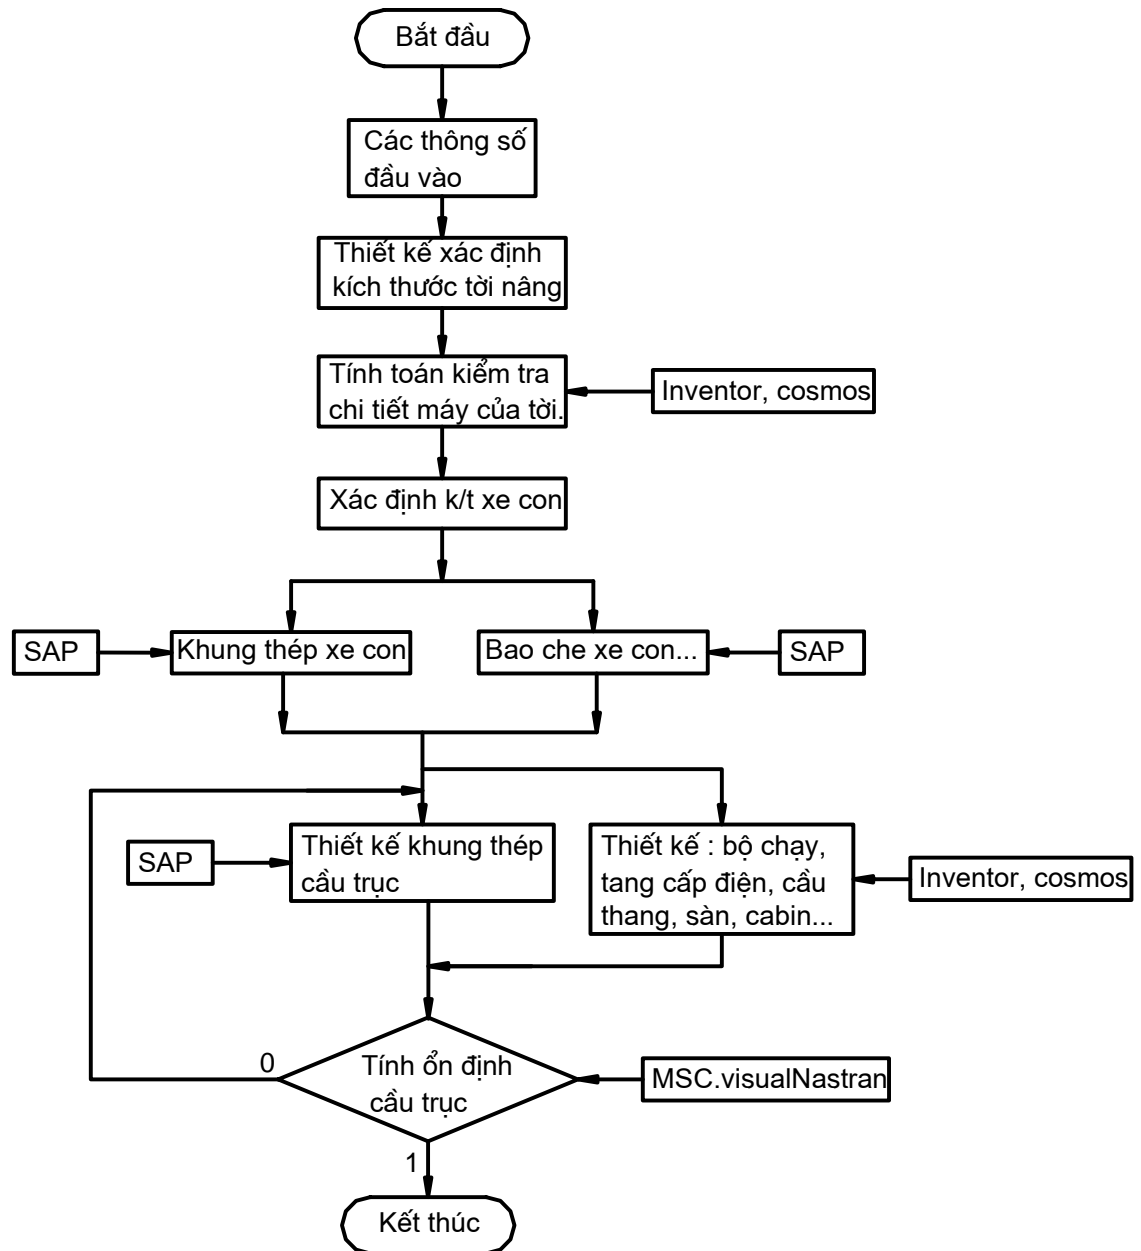 Bắt đầu
Các thông số
đầu vào
Thiết kế xác định
kích thước tời nâng
Tính toán kiểm tra
chi tiết máy của tời.
Inventor, cosmos
Xác định k/t xe con
SAP
Khung thép xe con
Bao che xe con...
SAP
SAP
Thiết kế khung thép
cầu trục
Thiết kế : bộ chạy,
tang cấp điện, cầu
thang, sàn, cabin...
Inventor, cosmos
0
Tính ổn định
cầu trục
MSC.visualNastran
1
Kết thúc